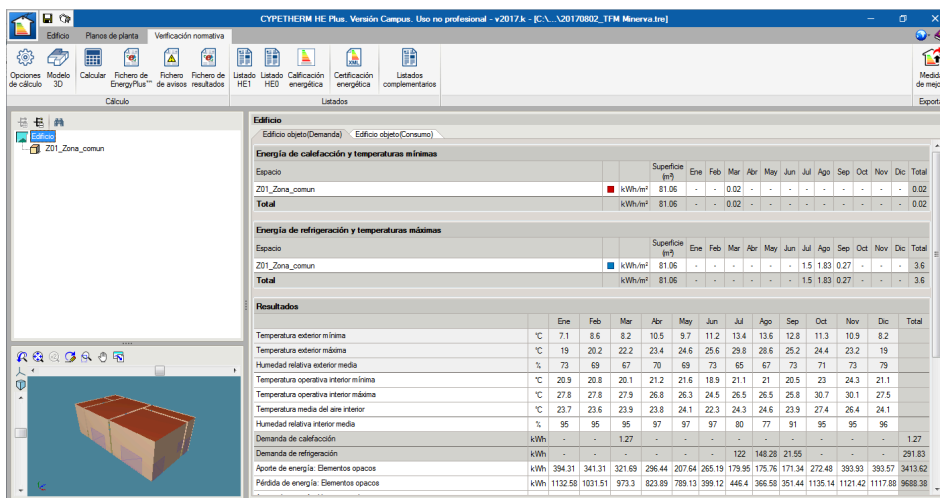 CYPETHERM HE Plus. Versión Campus. Uso no profesional - v2017.k - [C:\...\20170802_TFM Minerva.tre]
Edificio Planos de planta Verificación normativa
Opciones de cálculo Modelo 3D Calcular Fichero de EnergyPlus™ Fichero de avisos Fichero de resultados Listado HE1 Listado HE0 Calificación energética Certificación energética Listados complementarios Medida de mejo
Cálculo Listados Exporta
Edificio
Z01_Zona_comun
Edificio
Edificio objeto(Demanda) Edificio objeto(Consumo)
Energía de calefacción y temperaturas mínimas
Espacio Superficie (m²) Ene Feb Mar Abr May Jun Jul Ago Sep Oct Nov Dic Total
Z01_Zona_comun kWh/m² 81.06 - - 0.02 - - - - - - - - - 0.02
Total kWh/m² 81.06 - - 0.02 - - - - - - - - - 0.02
Energía de refrigeración y temperaturas máximas
Espacio Superficie (m²) Ene Feb Mar Abr May Jun Jul Ago Sep Oct Nov Dic Total
Z01_Zona_comun kWh/m² 81.06 - - - - - - 1.5 1.83 0.27 - - - 3.6
Total kWh/m² 81.06 - - - - - - 1.5 1.83 0.27 - - - 3.6
Resultados
Ene Feb Mar Abr May Jun Jul Ago Sep Oct Nov Dic Total
Temperatura exterior mínima °C 7.1 8.6 8.2 10.5 9.7 11.2 13.4 13.6 12.8 11.3 10.9 8.2
Temperatura exterior máxima °C 19 20.2 22.2 23.4 24.6 25.6 29.8 28.6 25.2 24.4 23.2 19
Humedad relativa exterior media % 73 69 67 70 69 73 65 67 73 71 73 79
Temperatura operativa interior mínima °C 20.9 20.8 20.1 21.2 21.6 18.9 21.1 21 20.5 23 24.3 21.1
Temperatura operativa interior máxima °C 27.8 27.8 27.9 26.8 26.3 24.5 26.5 26.5 25.8 30.7 30.1 27.5
Temperatura media del aire interior °C 23.7 23.6 23.9 23.8 24.1 22.3 24.3 24.6 23.9 27.4 26.4 24.1
Humedad relativa interior media % 95 95 95 97 97 97 80 77 91 95 95 96
Demanda de calefacción kWh - - 1.27 - - - - - - - - - 1.27
Demanda de refrigeración kWh - - - - - - 122 148.28 21.55 - - - 291.83
Aporte de energía: Elementos opacos kWh 394.31 341.31 321.69 296.44 207.64 265.19 179.95 175.76 171.34 272.48 393.93 393.57 3413.62
Pérdida de energía: Elementos opacos kWh 1132.58 1031.51 973.3 823.89 789.13 399.12 446.4 366.58 351.44 1135.14 1121.42 1117.88 9688.38